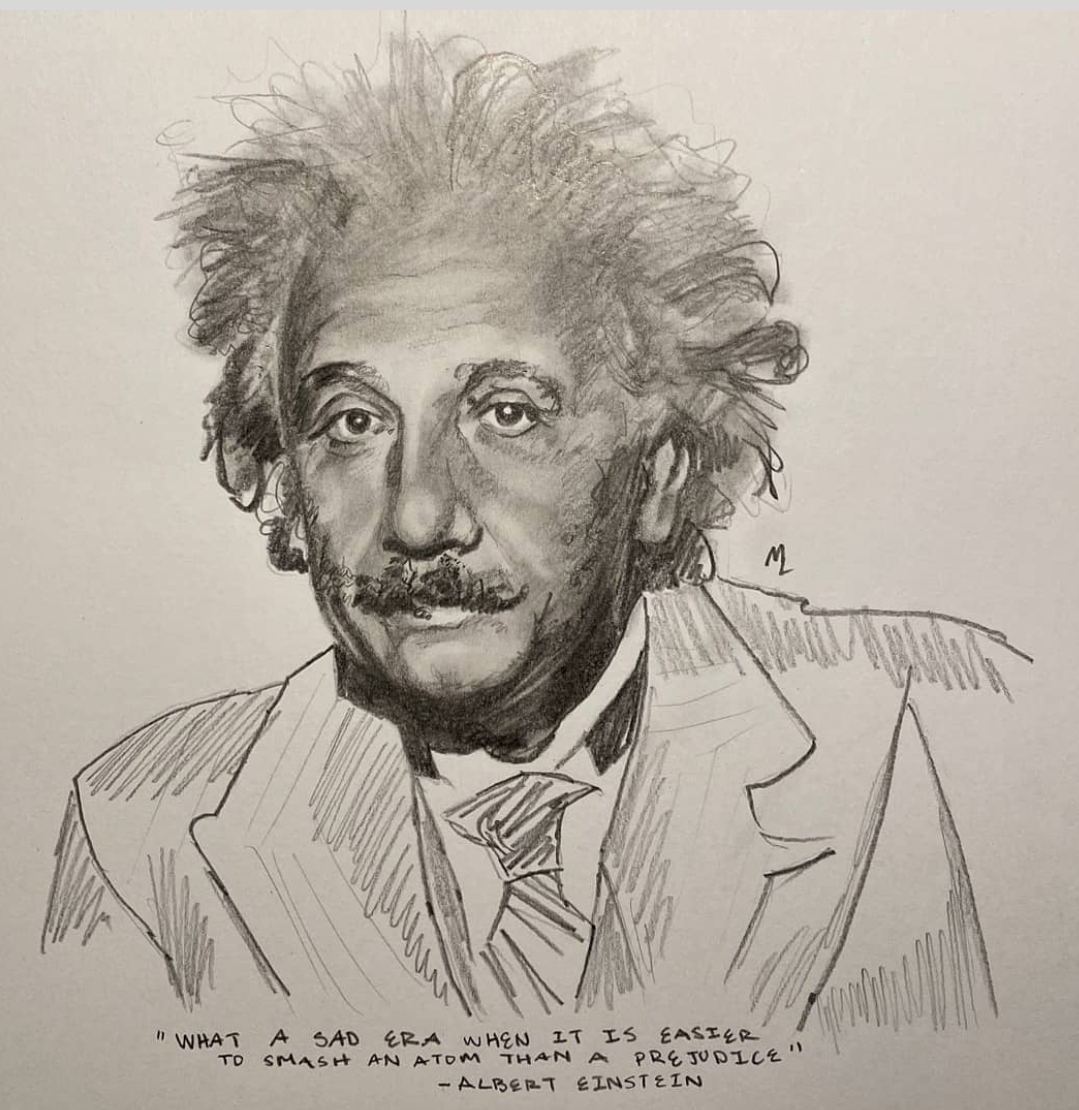 ML
"WHAT A SAD ERA WHEN IT IS EASIER
TO SMASH AN ATOM THAN A PREJUDICE"
-ALBERT EINSTEIN